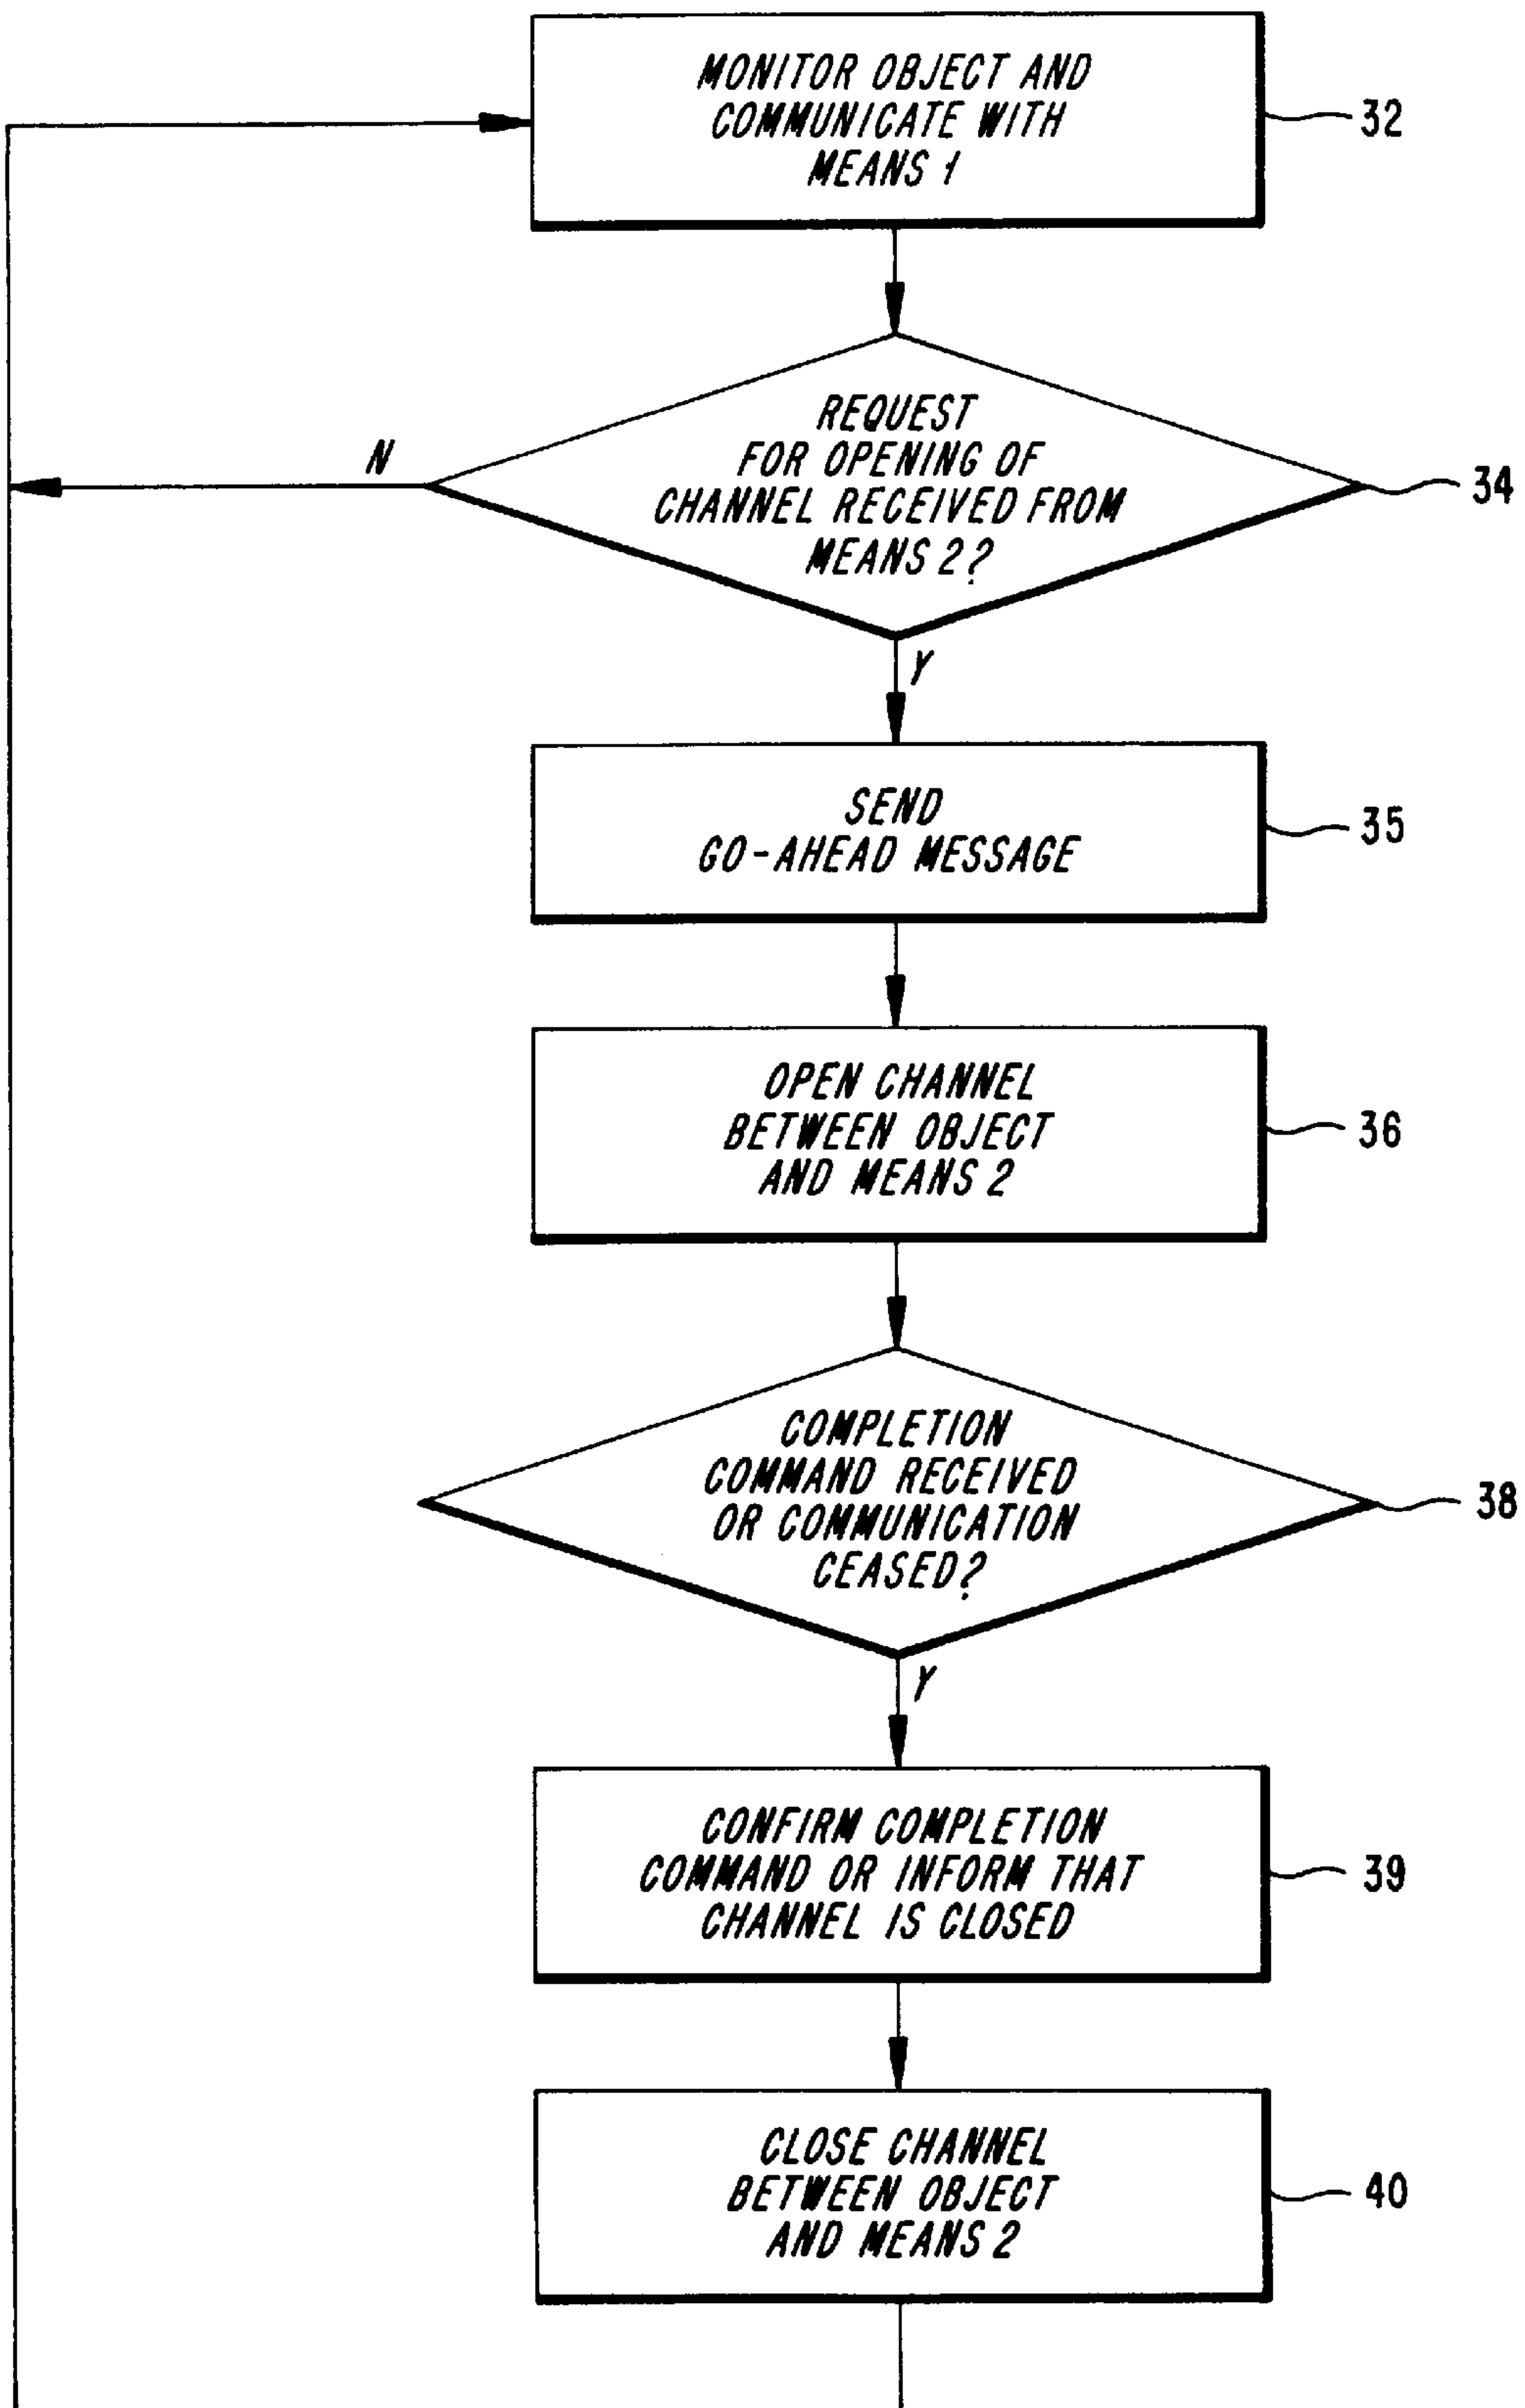 MONITOR OBJECT AND
COMMUNICATE WITH
MEANS 1
32
REQUEST
FOR OPENING OF
CHANNEL RECEIVED FROM
MEANS 2?
N
34
Y
SEND
GO-AHEAD MESSAGE
35
OPEN CHANNEL
BETWEEN OBJECT
AND MEANS 2
36
COMPLETION
COMMAND RECEIVED
OR COMMUNICATION
CEASED?
38
Y
CONFIRM COMPLETION
COMMAND OR INFORM THAT
CHANNEL IS CLOSED
39
CLOSE CHANNEL
BETWEEN OBJECT
AND MEANS 2
40